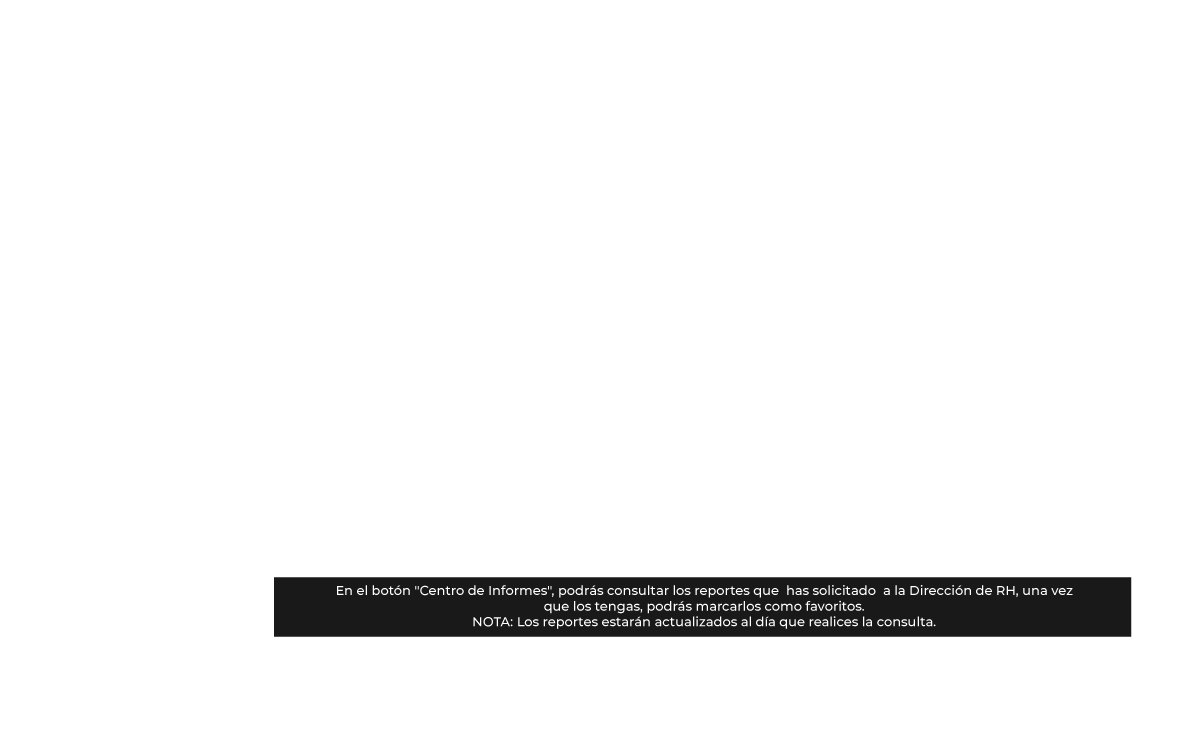 En el botón "Centro de Informes", podrás consultar los reportes que  has solicitado  a la Dirección de RH, una vez
que los tengas, podrás marcarlos como favoritos.
NOTA: Los reportes estarán actualizados al día que realices la consulta.